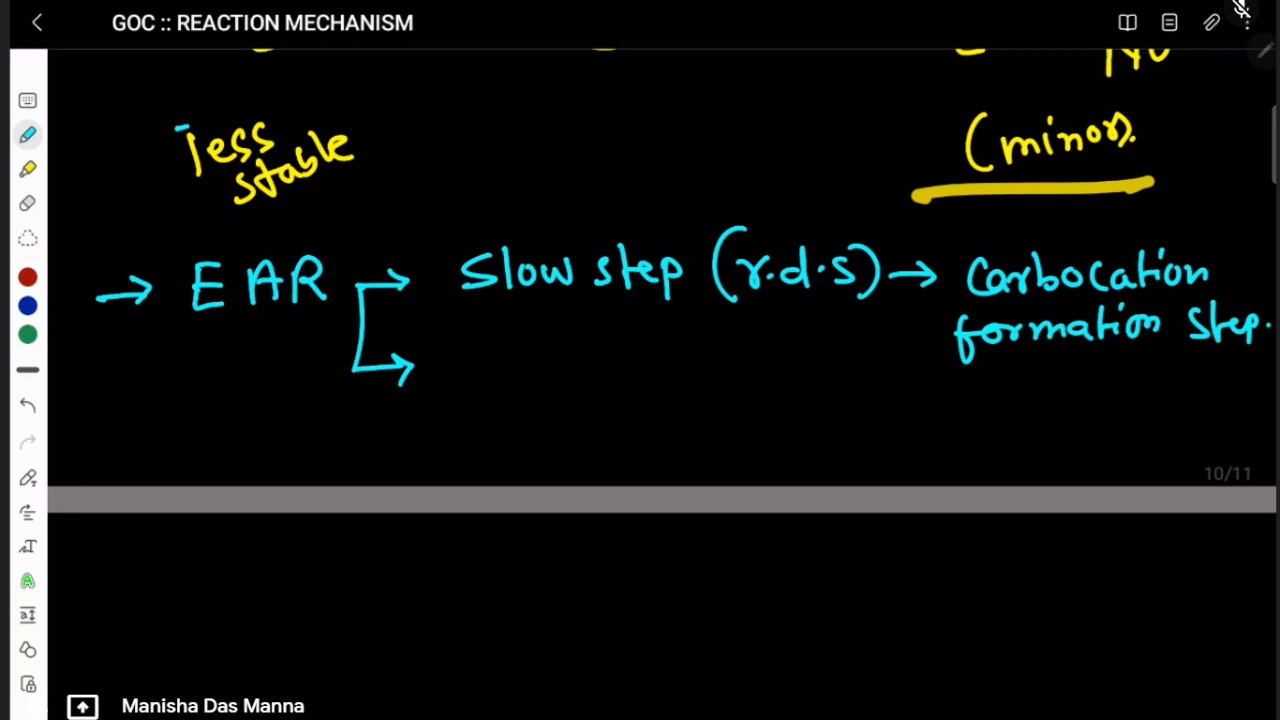 GOC :: REACTION MECHANISM
less
stable
(minor).
→ EAR → Slow step (r.d.s) → Carbocation
formation step.
10/11
Manisha Das Manna